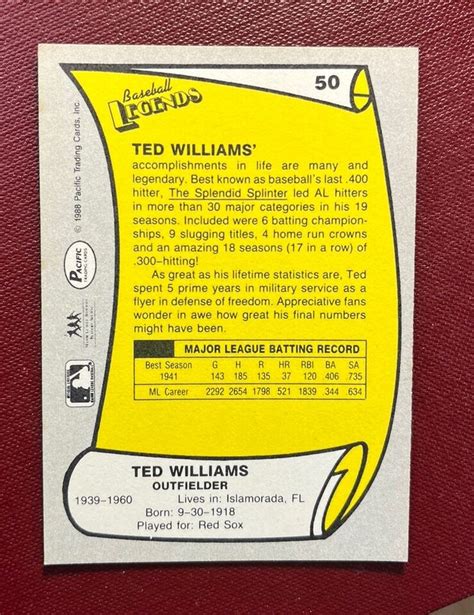 50
Baseball
LEGENDS
TED WILLIAMS'
accomplishments in life are many and
legendary. Best known as baseball's last .400
hitter, The Splendid Splinter led AL hitters
in more than 30 major categories in his 19
seasons. Included were 6 batting champion-
ships, 9 slugging titles, 4 home run crowns
and an amazing 18 seasons (17 in a row) of
.300-hitting!
As great as his lifetime statistics are, Ted
spent 5 prime years in military service as a
flyer in defense of freedom. Appreciative fans
wonder in awe how great his final numbers
might have been.
MAJOR LEAGUE BATTING RECORD
Best Season G H R HR RBI BA SA
1941 143 185 135 37 120 .406 .735
ML Career 2292 2654 1798 521 1839 .344 .634
TED WILLIAMS
OUTFIELDER
1939–1960 Lives in: Islamorada, FL
Born: 9-30-1918
Played for: Red Sox
© 1988 Pacific Trading Cards, Inc.
PACIFIC
TRADING CARDS